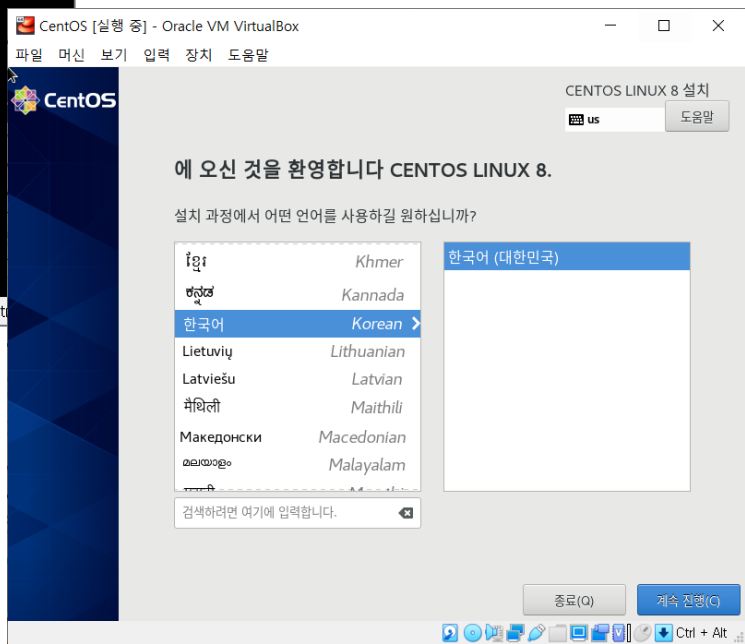 CentOS [실행 중] - Oracle VM VirtualBox
파일 머신 보기 입력 장치 도움말
CentOS
CENTOS LINUX 8 설치
us
도움말
에 오신 것을 환영합니다 CENTOS LINUX 8.
설치 과정에서 어떤 언어를 사용하길 원하십니까?
ខ្មែរ Khmer
ಕನ್ನಡ Kannada
한국어 Korean
Lietuvių Lithuanian
Latviešu Latvian
मैथिली Maithili
Македонски Macedonian
മലയാളം Malayalam
한국어 (대한민국)
검색하려면 여기에 입력합니다.
종료(Q)
계속 진행(C)
Ctrl + Alt